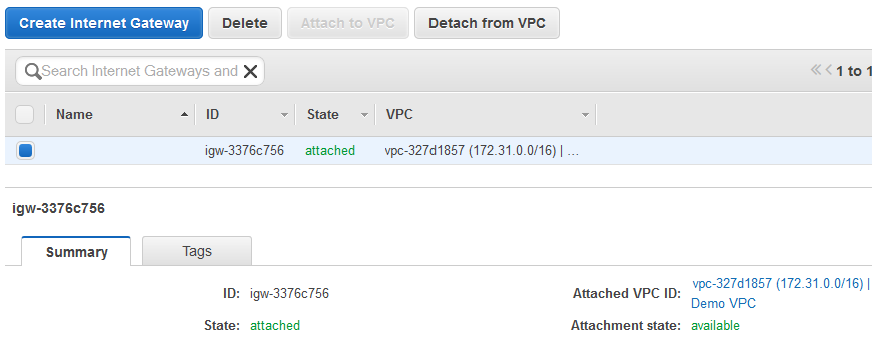 Create Internet Gateway Delete Attach to VPC Detach from VPC
Search Internet Gateways and 1 to 1
Name ID State VPC
igw-3376c756 attached vpc-327d1857 (172.31.0.0/16) | ...
igw-3376c756
Summary Tags
ID: igw-3376c756 Attached VPC ID: vpc-327d1857 (172.31.0.0/16) |
Demo VPC
State: attached Attachment state: available